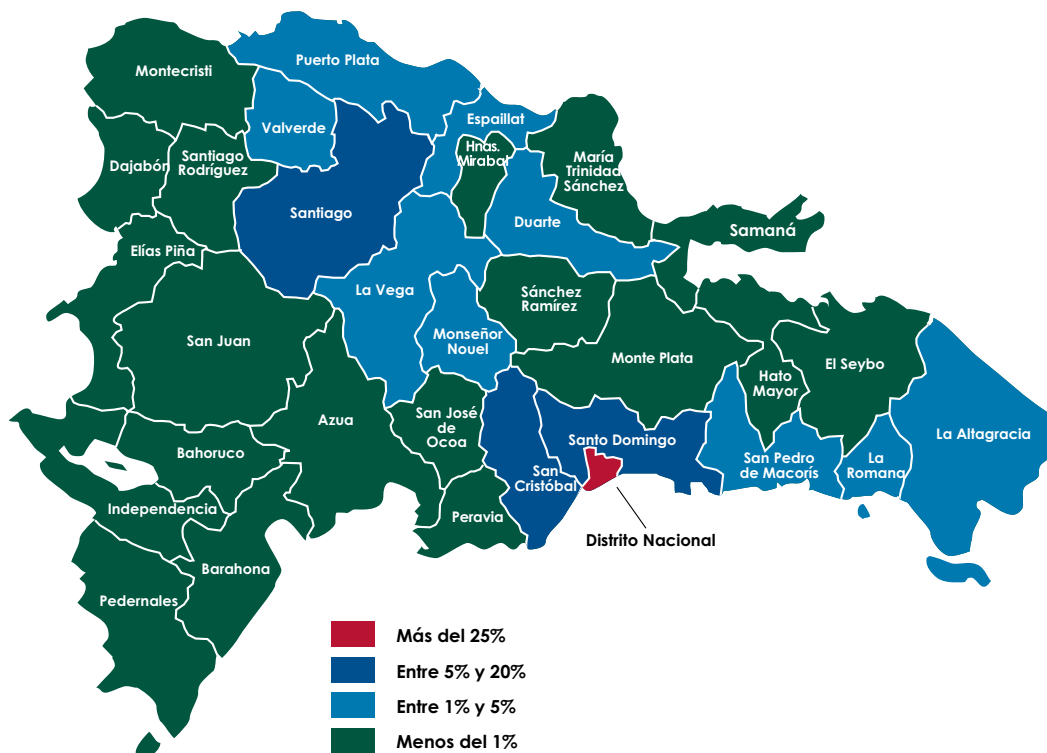 Puerto Plata
Montecristi
Espaillat
Valverde
Hnas.
Mirabal
Dajabón
Santiago
Rodríguez
María
Trinidad
Sánchez
Santiago
Duarte
Samaná
Elías Piña
La Vega
Sánchez
Ramírez
San Juan
Monseñor
Nouel
Monte Plata
El Seybo
Hato
Mayor
Azua
San José
de
Ocoa
Santo Domingo
La Altagracia
Bahoruco
San
Cristóbal
San Pedro
de Macorís
La
Romana
Independencia
Peravia
Distrito Nacional
Barahona
Pedernales
Más del 25%
Entre 5% y 20%
Entre 1% y 5%
Menos del 1%